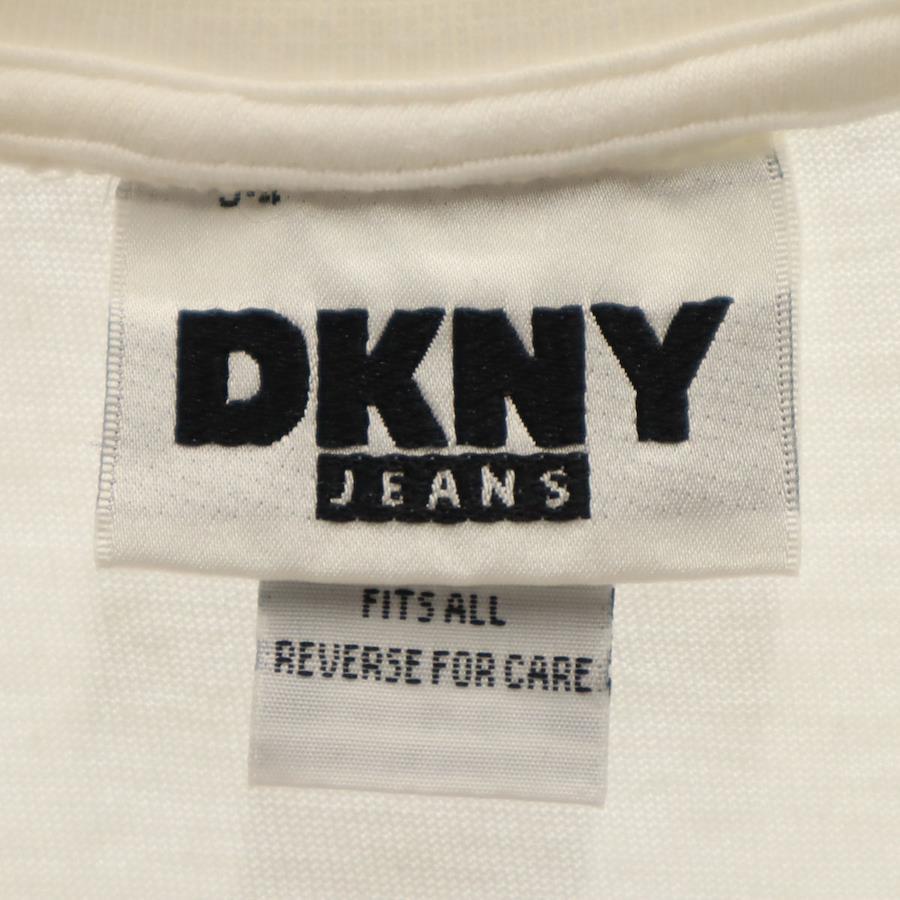 DKNY
JEANS
FITS ALL
REVERSE FOR CARE